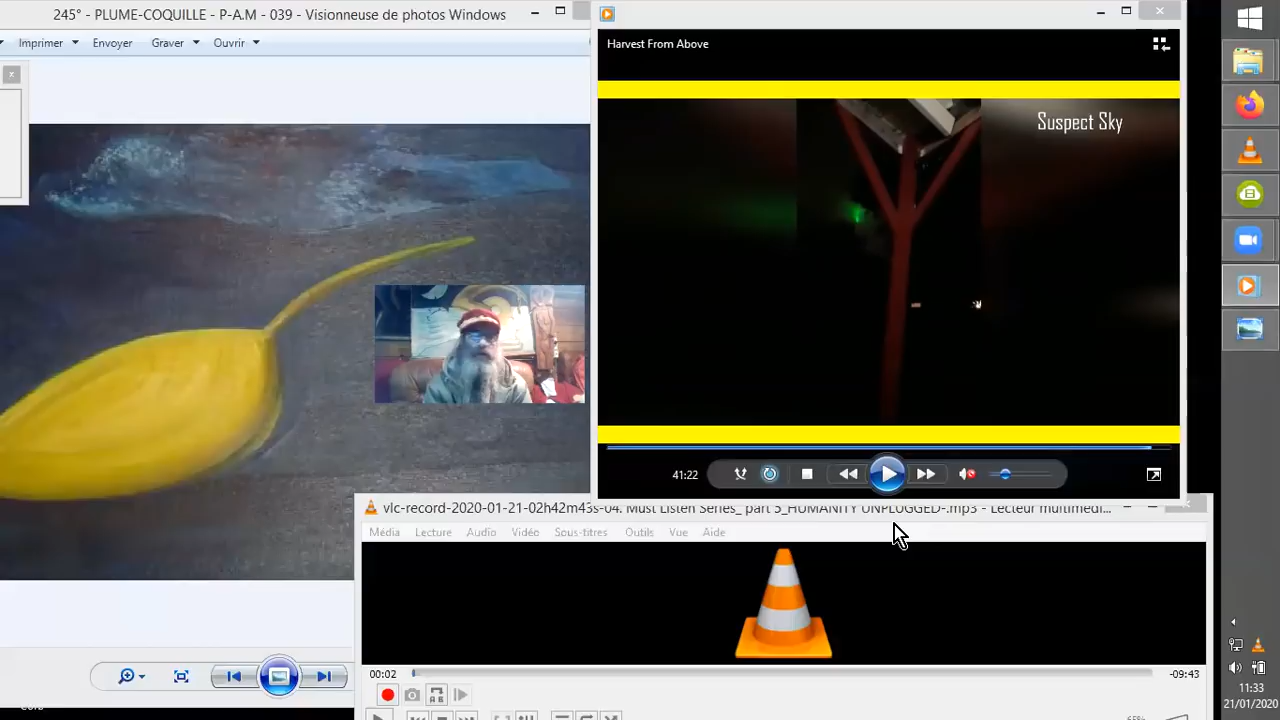 245° - PLUME-COQUILLE - P-A.M - 039 - Visionneuse de photos Windows
Imprimer Envoyer Graver Ouvrir
Harvest From Above
Suspect Sky
41:22
vlc-record-2020-01-21-02h42m43s-04. Must Listen Series_ part 5_HUMANITY UNPLUGGED-.mp3 - Lecteur multimédi...
Média Lecture Audio Vidéo Sous-titres Outils Vue Aide
00:02 -09:43
65%
11:33
21/01/2020